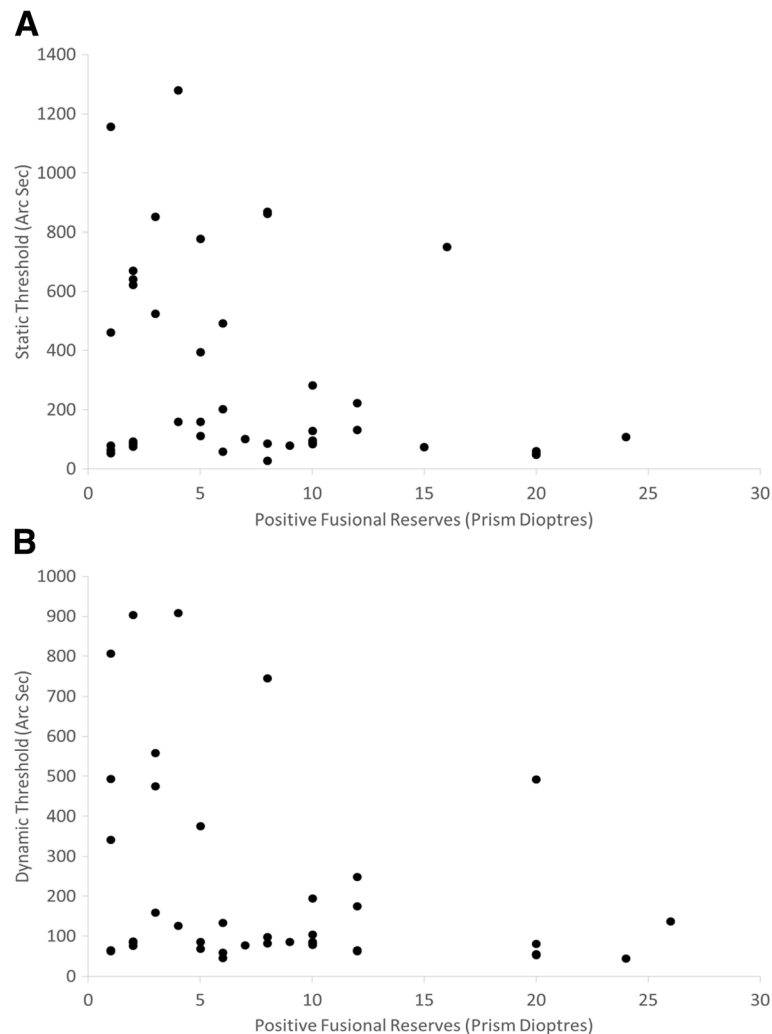 A
1400
1200
1000
800
600
400
200
0
Static Threshold (Arc Sec)
0 5 10 15 20 25 30
Positive Fusional Reserves (Prism Dioptres)
B
1000
900
800
700
600
500
400
300
200
100
0
Dynamic Threshold (Arc Sec)
0 5 10 15 20 25 30
Positive Fusional Reserves (Prism Dioptres)